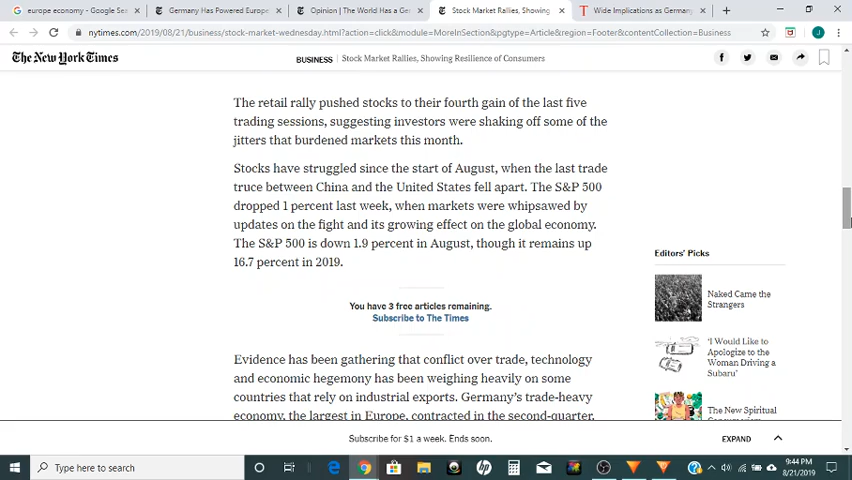 europe economy - Google Sea
Germany Has Powered Europe
Opinion | The World Has a Ger
Stock Market Rallies, Showing
Wide Implications as Germany
nytimes.com/2019/08/21/business/stock-market-wednesday.html?action=click&module=MoreInSection&pgtype=Article&region=Footer&contentCollection=Business
J
The New York Times
BUSINESS | Stock Market Rallies, Showing Resilience of Consumers
The retail rally pushed stocks to their fourth gain of the last five
trading sessions, suggesting investors were shaking off some of the
jitters that burdened markets this month.
Stocks have struggled since the start of August, when the last trade
truce between China and the United States fell apart. The S&P 500
dropped 1 percent last week, when markets were whipsawed by
updates on the fight and its growing effect on the global economy.
The S&P 500 is down 1.9 percent in August, though it remains up
16.7 percent in 2019.
You have 3 free articles remaining.
Subscribe to The Times
Evidence has been gathering that conflict over trade, technology
and economic hegemony has been weighing heavily on some
countries that rely on industrial exports. Germany's trade-heavy
economy, the largest in Europe, contracted in the second-quarter,
Editors' Picks
Naked Came the
Strangers
'I Would Like to
Apologize to the
Woman Driving a
Subaru'
The New Spiritual
Subscribe for $1 a week. Ends soon.
EXPAND
Type here to search
9:44 PM
8/21/2019